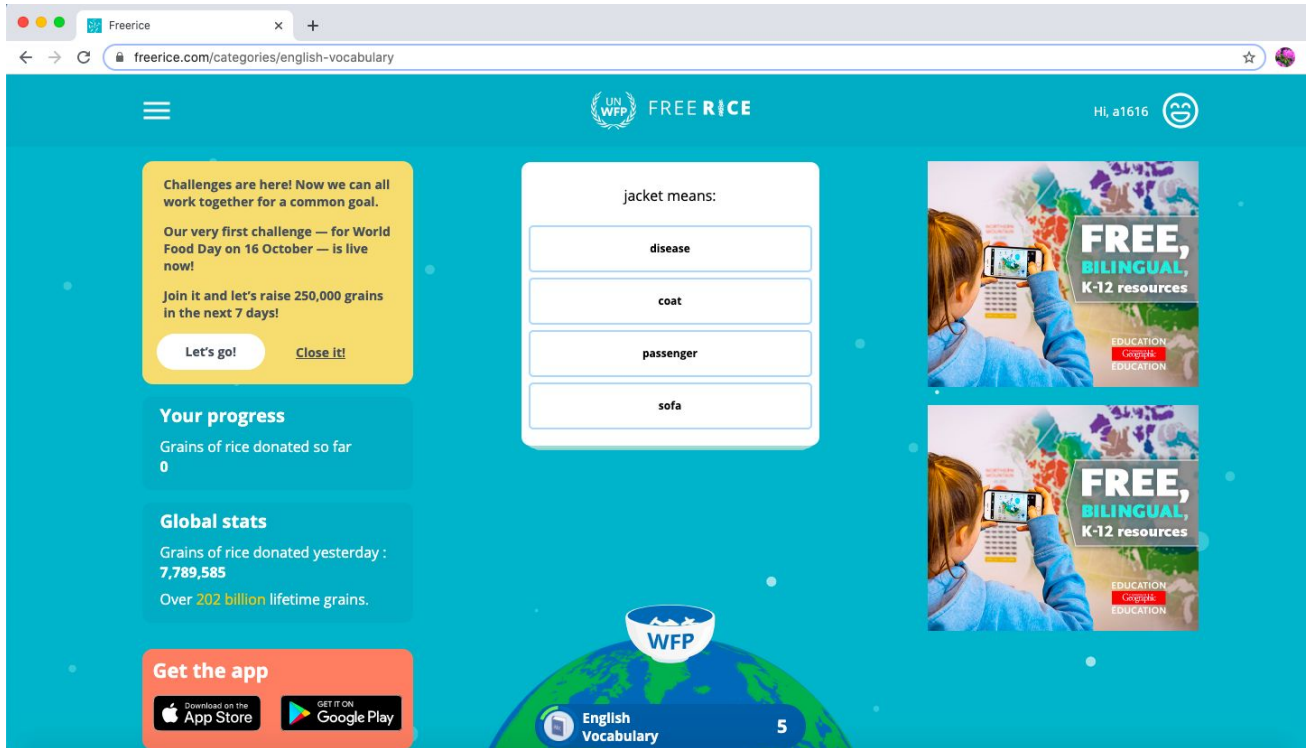 Freerice
freerice.com/categories/english-vocabulary
UN
WFP
FREE RICE
Hi, a1616
Challenges are here! Now we can all
work together for a common goal.
Our very first challenge — for World
Food Day on 16 October — is live
now!
Join it and let's raise 250,000 grains
in the next 7 days!
Let's go!
Close it!
Your progress
Grains of rice donated so far
0
Global stats
Grains of rice donated yesterday :
7,789,585
Over 202 billion lifetime grains.
Get the app
Download on the
App Store
GET IT ON
Google Play
jacket means:
disease
coat
passenger
sofa
WFP
English
Vocabulary
5
FREE,
BILINGUAL,
K-12 resources
EDUCATION
Geographic
EDUCATION
FREE,
BILINGUAL,
K-12 resources
EDUCATION
Geographic
EDUCATION